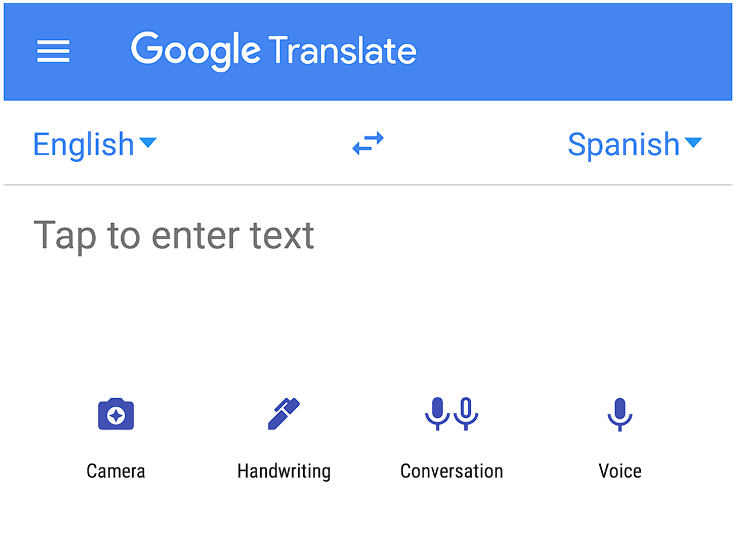 Google Translate
English
Spanish
Tap to enter text
Camera
Handwriting
Conversation
Voice